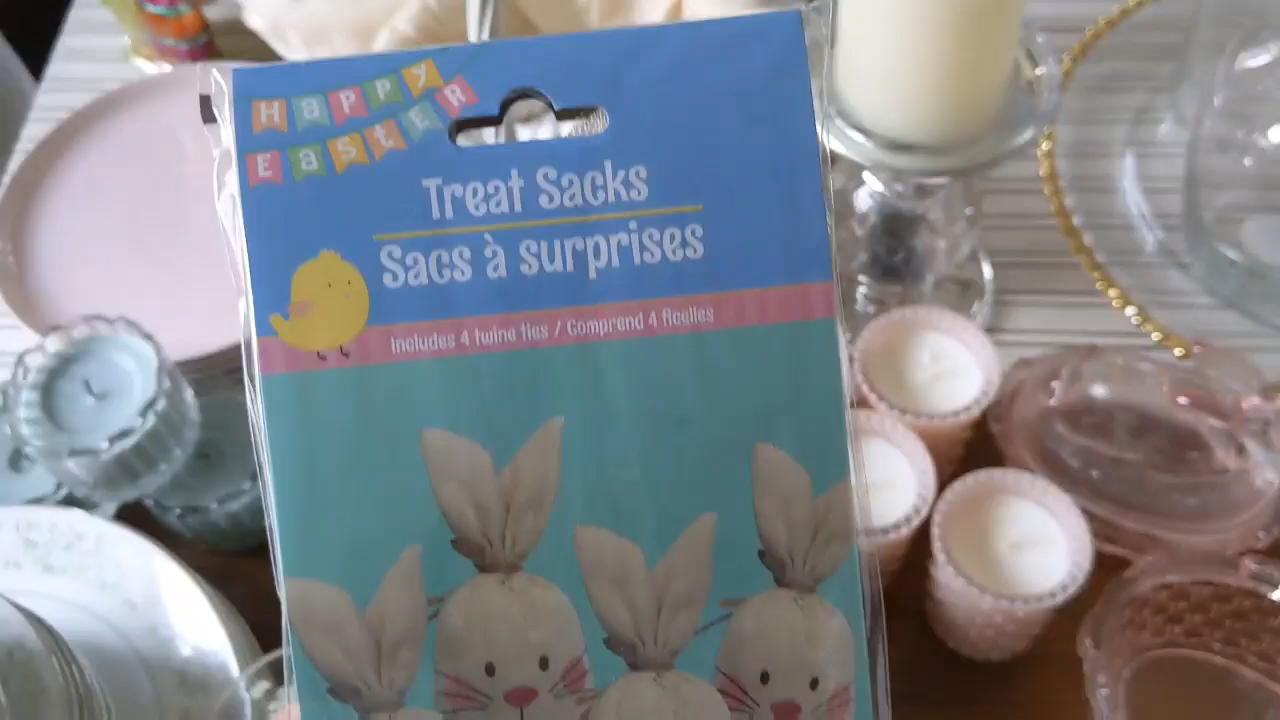 Happy
Easter
Treat Sacks
Sacs à surprises
Includes 4 twine ties / Comprend 4 ficelles